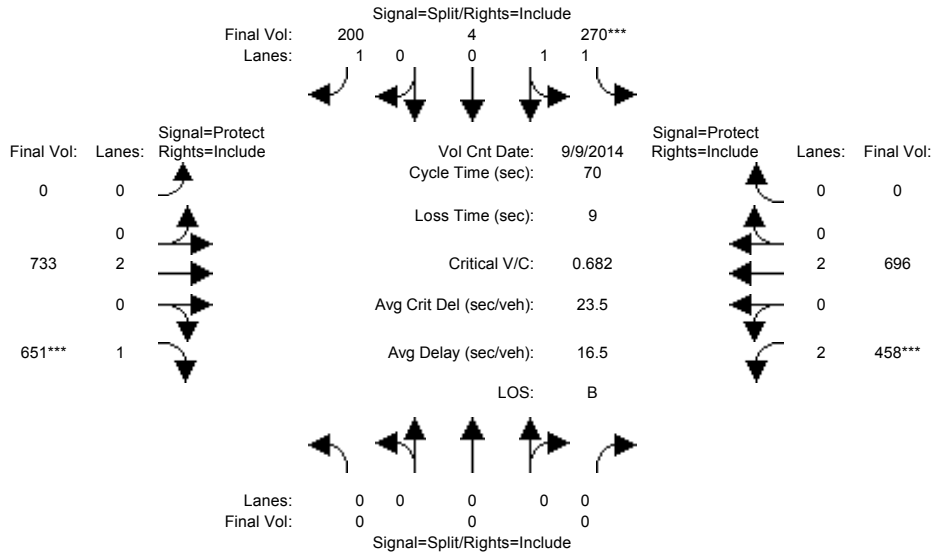 Signal=Split/Rights=Include
Final Vol: 200 4 270***
Lanes: 1 0 0 1 1
Signal=Protect Signal=Protect
Final Vol: Lanes: Rights=Include Vol Cnt Date: 9/9/2014 Rights=Include Lanes: Final Vol:
Cycle Time (sec): 70
0 0 0 0
Loss Time (sec): 9
0 0
733 2 Critical V/C: 0.682 2 696
0 Avg Crit Del (sec/veh): 23.5 0
651*** 1 Avg Delay (sec/veh): 16.5 2 458***
LOS: B
Lanes: 0 0 0 0 0
Final Vol: 0 0 0
Signal=Split/Rights=Include